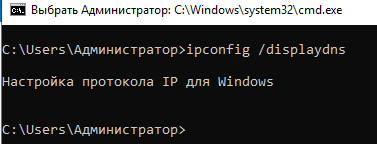 Выбрать Администратор: C:\Windows\system32\cmd.exe
C:\Users\Администратор>ipconfig /displaydns
Настройка протокола IP для Windows
C:\Users\Администратор>